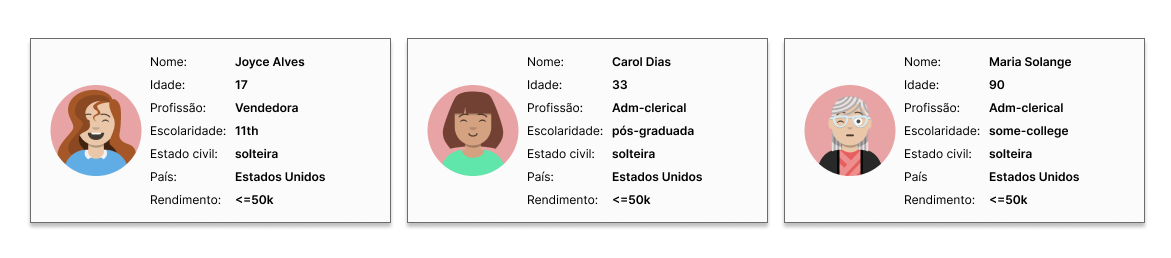 Nome: Joyce Alves
Idade: 17
Profissão: Vendedora
Escolaridade: 11th
Estado civil: solteira
País: Estados Unidos
Rendimento: <=50k
Nome: Carol Dias
Idade: 33
Profissão: Adm-clerical
Escolaridade: pós-graduada
Estado civil: solteira
País: Estados Unidos
Rendimento: <=50k
Nome: Maria Solange
Idade: 90
Profissão: Adm-clerical
Escolaridade: some-college
Estado civil: solteira
País Estados Unidos
Rendimento: <=50k